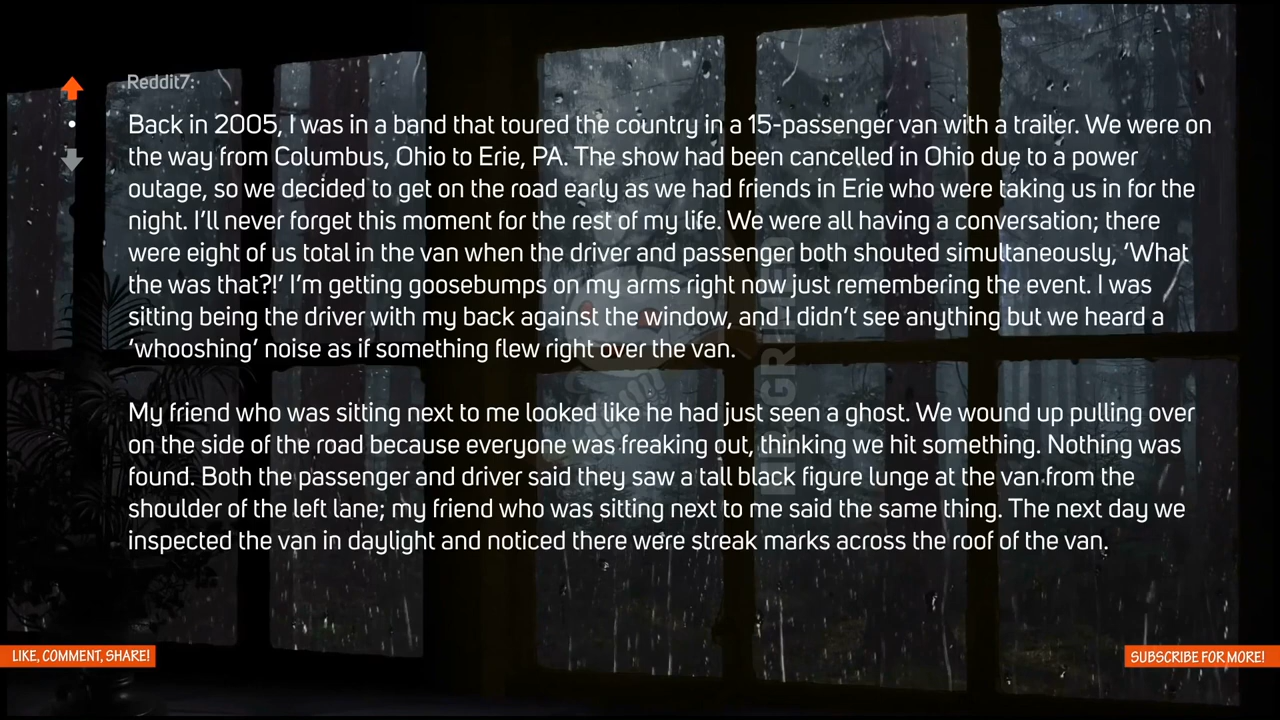 Reddit7:
Back in 2005, I was in a band that toured the country in a 15-passenger van with a trailer. We were on
the way from Columbus, Ohio to Erie, PA. The show had been cancelled in Ohio due to a power
outage, so we decided to get on the road early as we had friends in Erie who were taking us in for the
night. I'll never forget this moment for the rest of my life. We were all having a conversation; there
were eight of us total in the van when the driver and passenger both shouted simultaneously, 'What
the was that?!' I'm getting goosebumps on my arms right now just remembering the event. I was
sitting being the driver with my back against the window, and I didn't see anything but we heard a
'whooshing' noise as if something flew right over the van.
My friend who was sitting next to me looked like he had just seen a ghost. We wound up pulling over
on the side of the road because everyone was freaking out, thinking we hit something. Nothing was
found. Both the passenger and driver said they saw a tall black figure lunge at the van from the
shoulder of the left lane; my friend who was sitting next to me said the same thing. The next day we
inspected the van in daylight and noticed there were streak marks across the roof of the van.
LIKE, COMMENT, SHARE!
SUBSCRIBE FOR MORE!